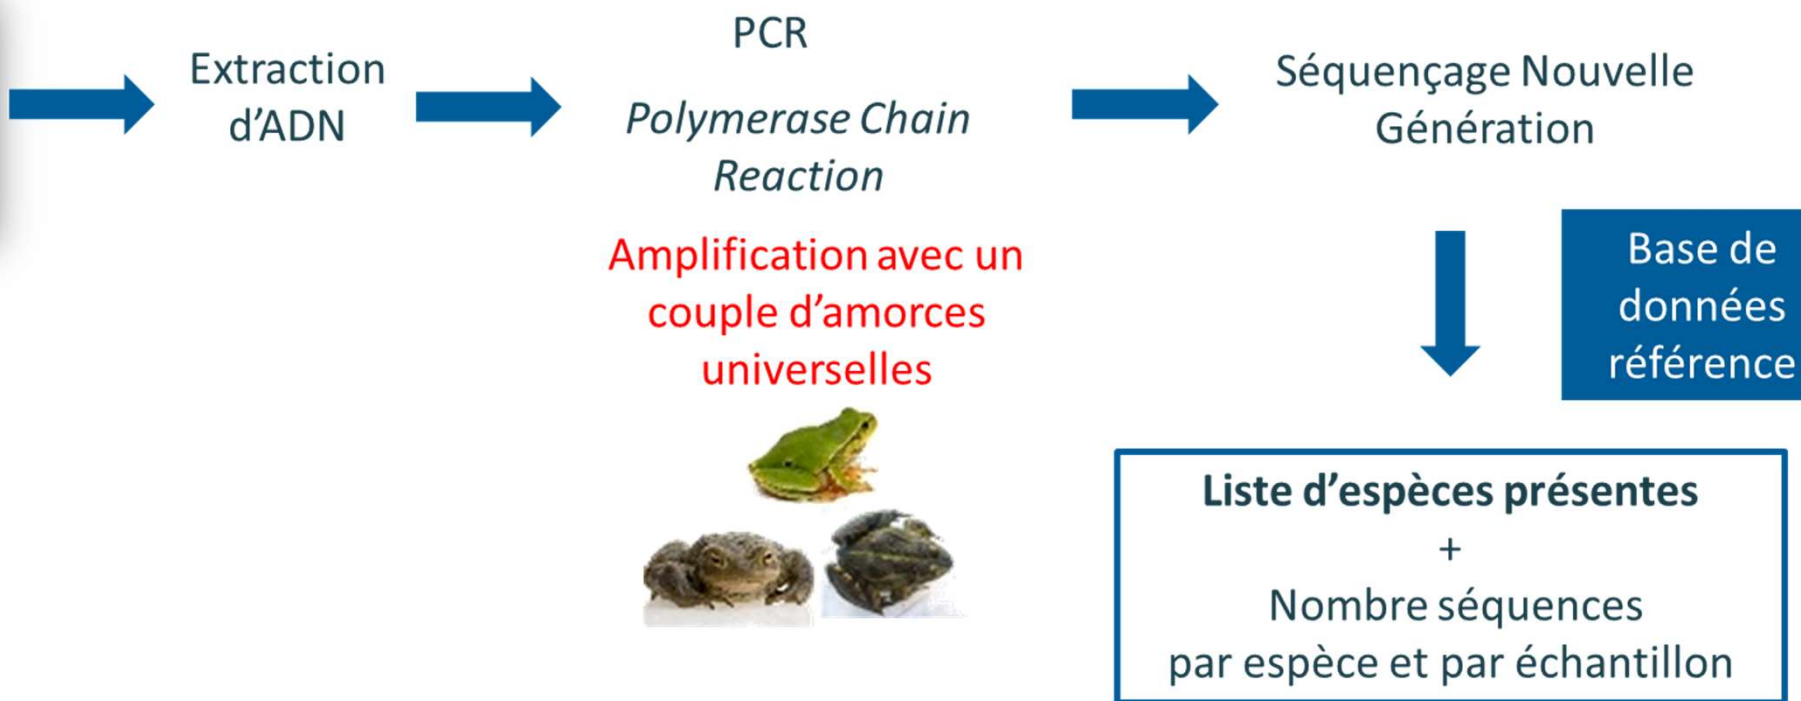 Extraction
d’ADN
PCR
Polymerase Chain
Reaction
Amplification avec un
couple d’amorces
universelles
Séquençage Nouvelle
Génération
Base de
données
référence
Liste d’espèces présentes
+
Nombre séquences
par espèce et par échantillon